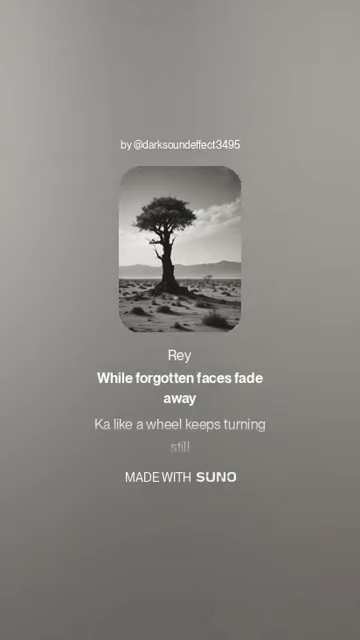 by @darksoundeffect3495
Rey
While forgotten faces fade
away
Ka like a wheel keeps turning
still
MADE WITH SUNO